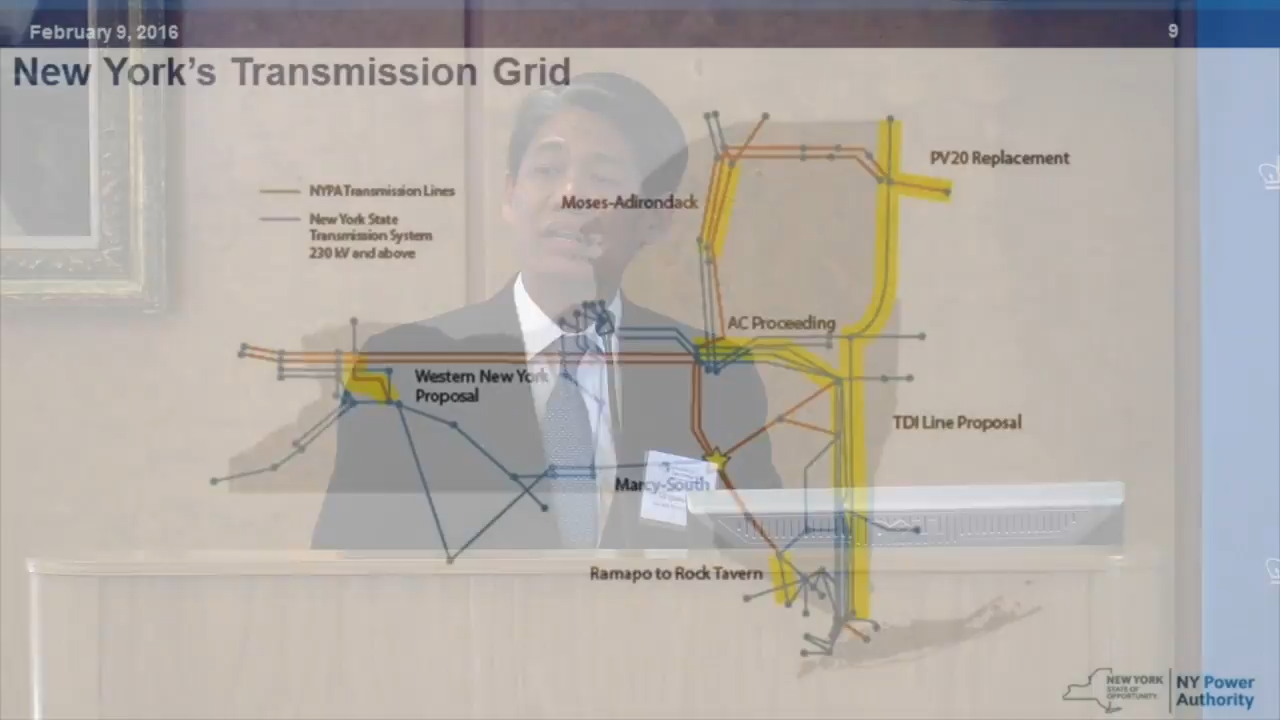 February 9, 2016
9
New York's Transmission Grid
PV20 Replacement
NYPA Transmission Lines
Moses-Adirondack
New York State
Transmission System
230 kV and above
AC Proceeding
Western New York
Proposal
TDI Line Proposal
Marcy-South
Ramapo to Rock Tavern
NEW YORK
STATE OF
OPPORTUNITY
NY Power
Authority